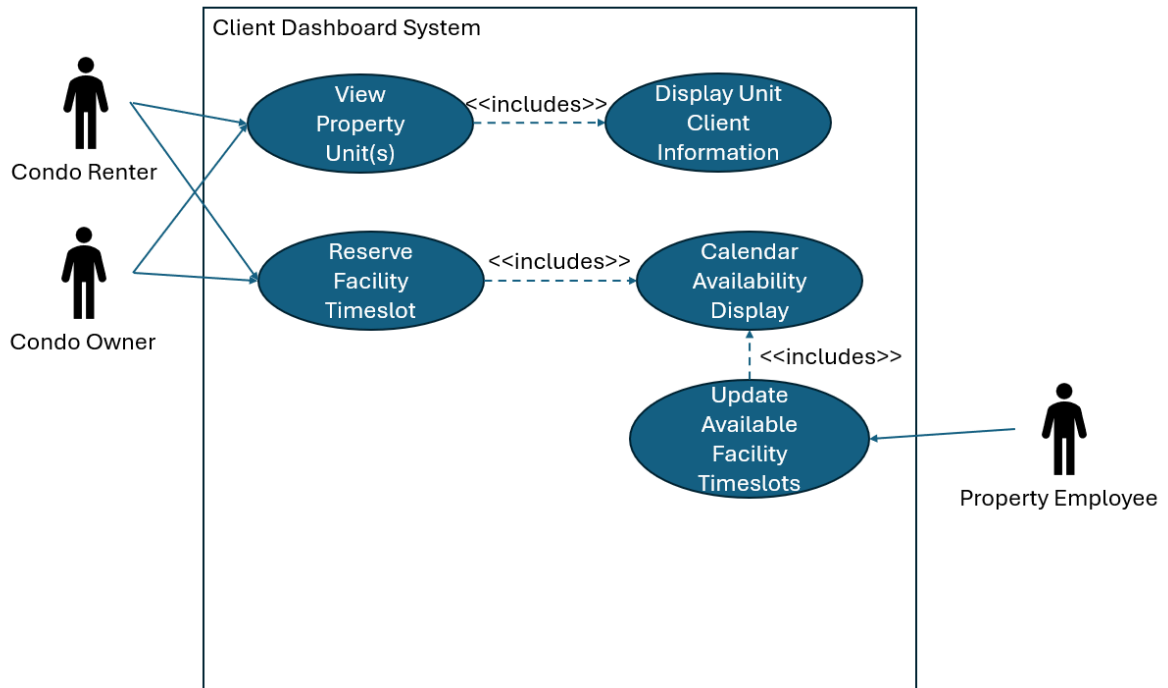 Client Dashboard System
View
Property
Unit(s)
<<includes>>
Display Unit
Client
Information
Condo Renter
Reserve
Facility
Timeslot
<<includes>>
Calendar
Availability
Display
Condo Owner
<<includes>>
Update
Available
Facility
Timeslots
Property Employee